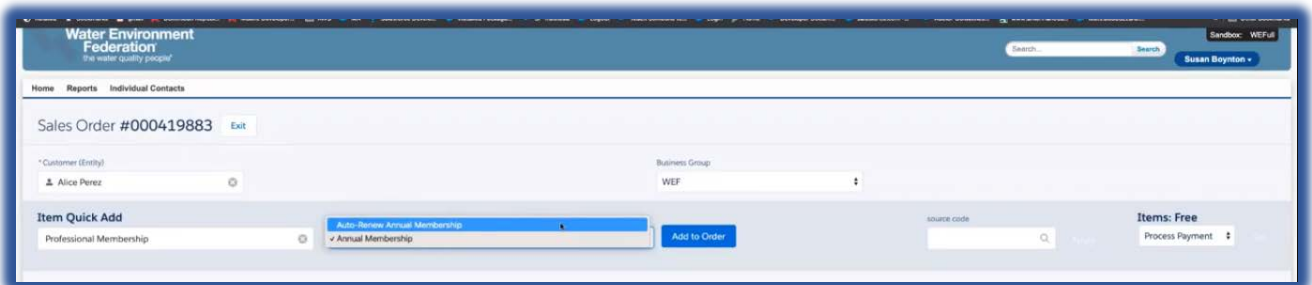 Water Environment
Federation
the water quality people
Sandbox: WEFull
Search...
Search
Susan Boynton
Home Reports Individual Contacts
Sales Order #000419883 Exit
* Customer (Entity)
Business Group
Alice Perez
WEF
Item Quick Add
Auto-Renew Annual Membership
source code
Items: Free
Professional Membership
✓ Annual Membership
Add to Order
Process Payment